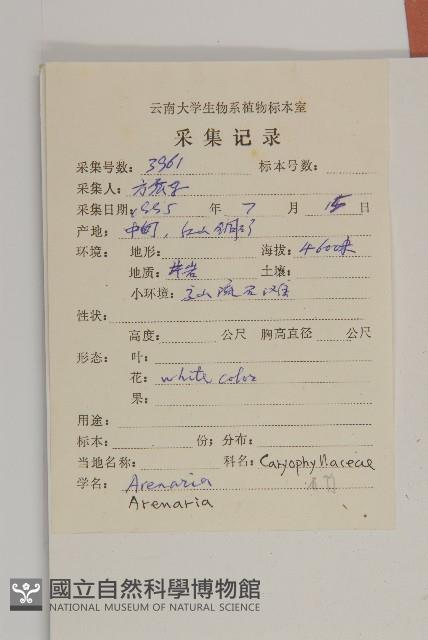 云南大学生物系植物标本室
采集记录
采集号数: 3961 标本号数:
采集人: 方震东
采集日期: 1995 年 7 月 15 日
产地: 中甸, 红山
环境: 地形: 海拔: 4600米
地质: 土壤:
小环境: 高山流石滩
性状:
高度: 公尺 胸高直径 公尺
形态: 叶:
花: white color
果:
用途:
标本: 份; 分布:
当地名称: 科名: Caryophyllaceae
学名: Arenaria
Arenaria
國立自然科學博物館
NATIONAL MUSEUM OF NATURAL SCIENCE